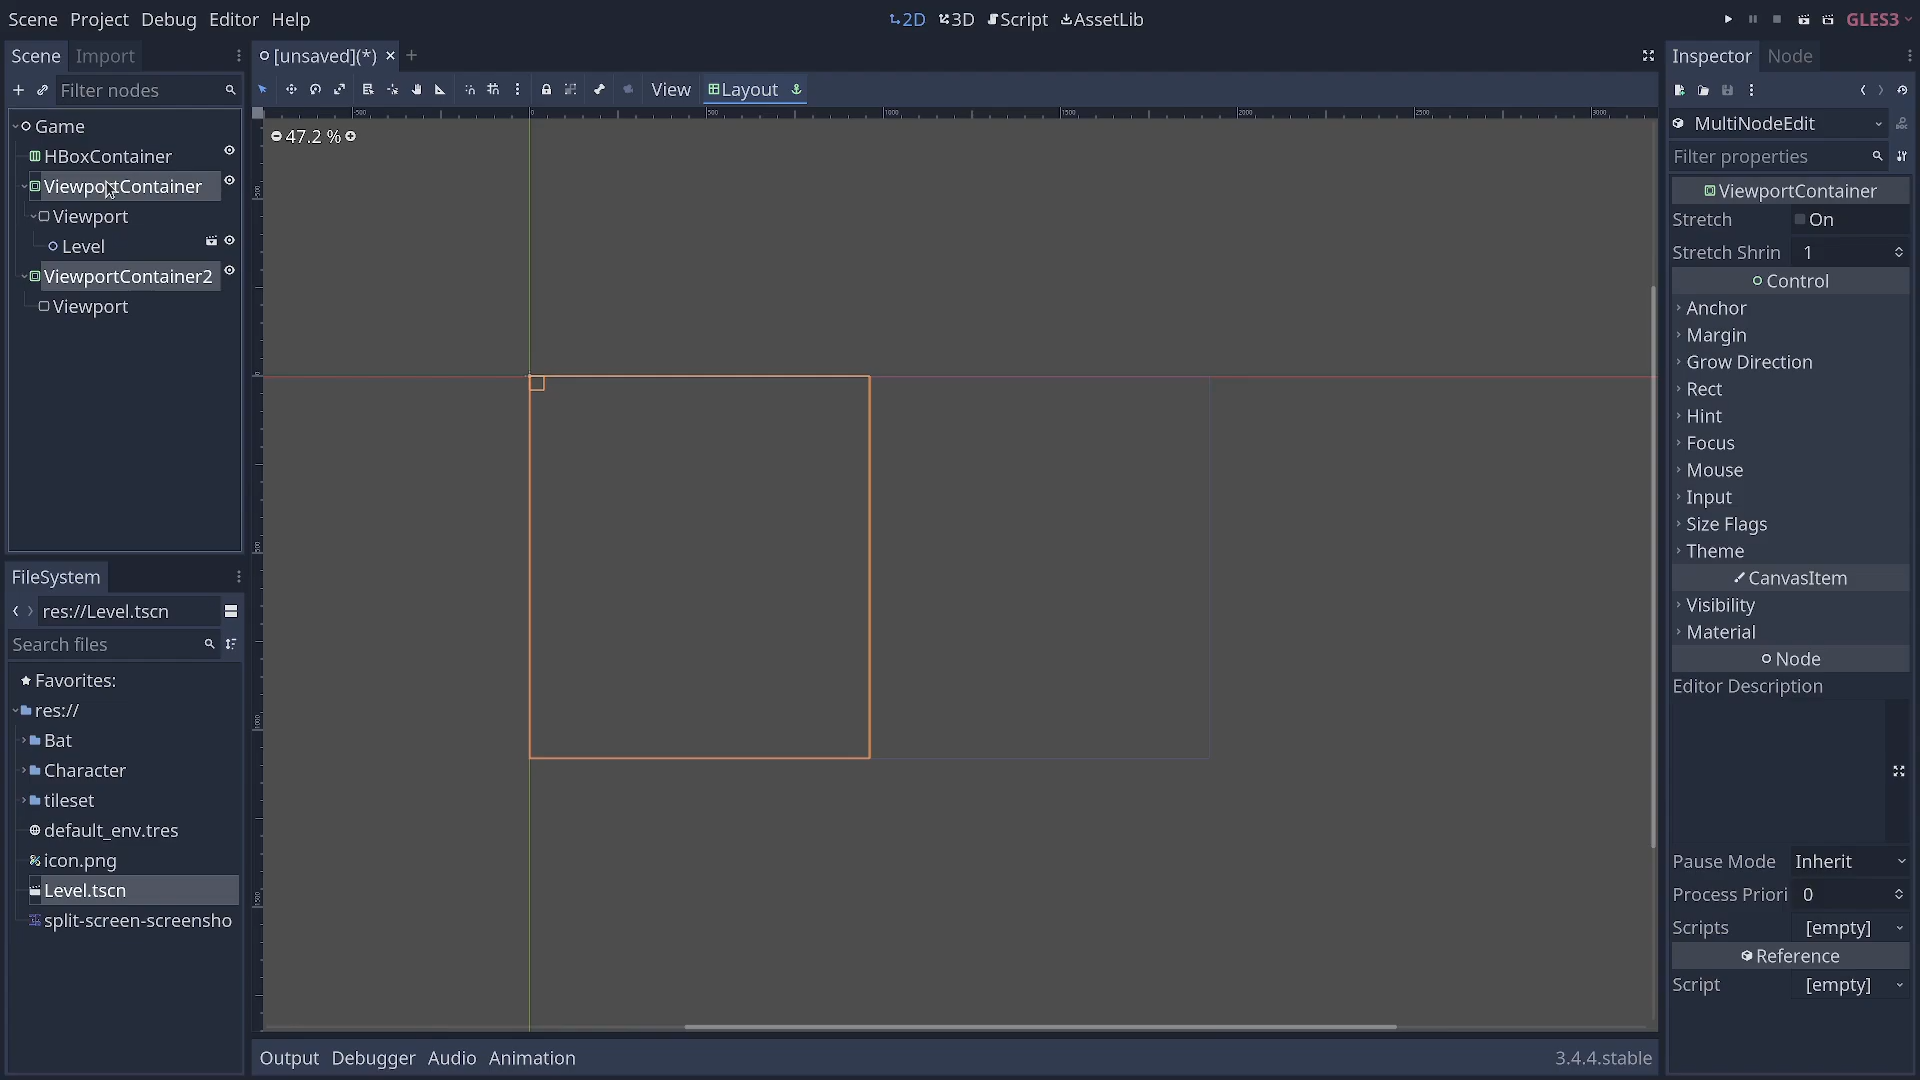 Scene Project Debug Editor Help
2D 3D Script AssetLib
GLES3
Scene Import
[unsaved](*)
Inspector Node
Filter nodes
View Layout
MultiNodeEdit
Filter properties
47.2 %
Game
HBoxContainer
ViewportContainer
Viewport
Level
ViewportContainer2
Viewport
ViewportContainer
Stretch On
Stretch Shrin 1
Control
Anchor
Margin
Grow Direction
Rect
Hint
Focus
Mouse
Input
Size Flags
Theme
CanvasItem
Visibility
Material
Node
Editor Description
Pause Mode Inherit
Process Priori 0
Scripts [empty]
Reference
Script [empty]
FileSystem
res://Level.tscn
Search files
Favorites:
res://
Bat
Character
tileset
default_env.tres
icon.png
Level.tscn
split-screen-screensho
Output Debugger Audio Animation
3.4.4.stable